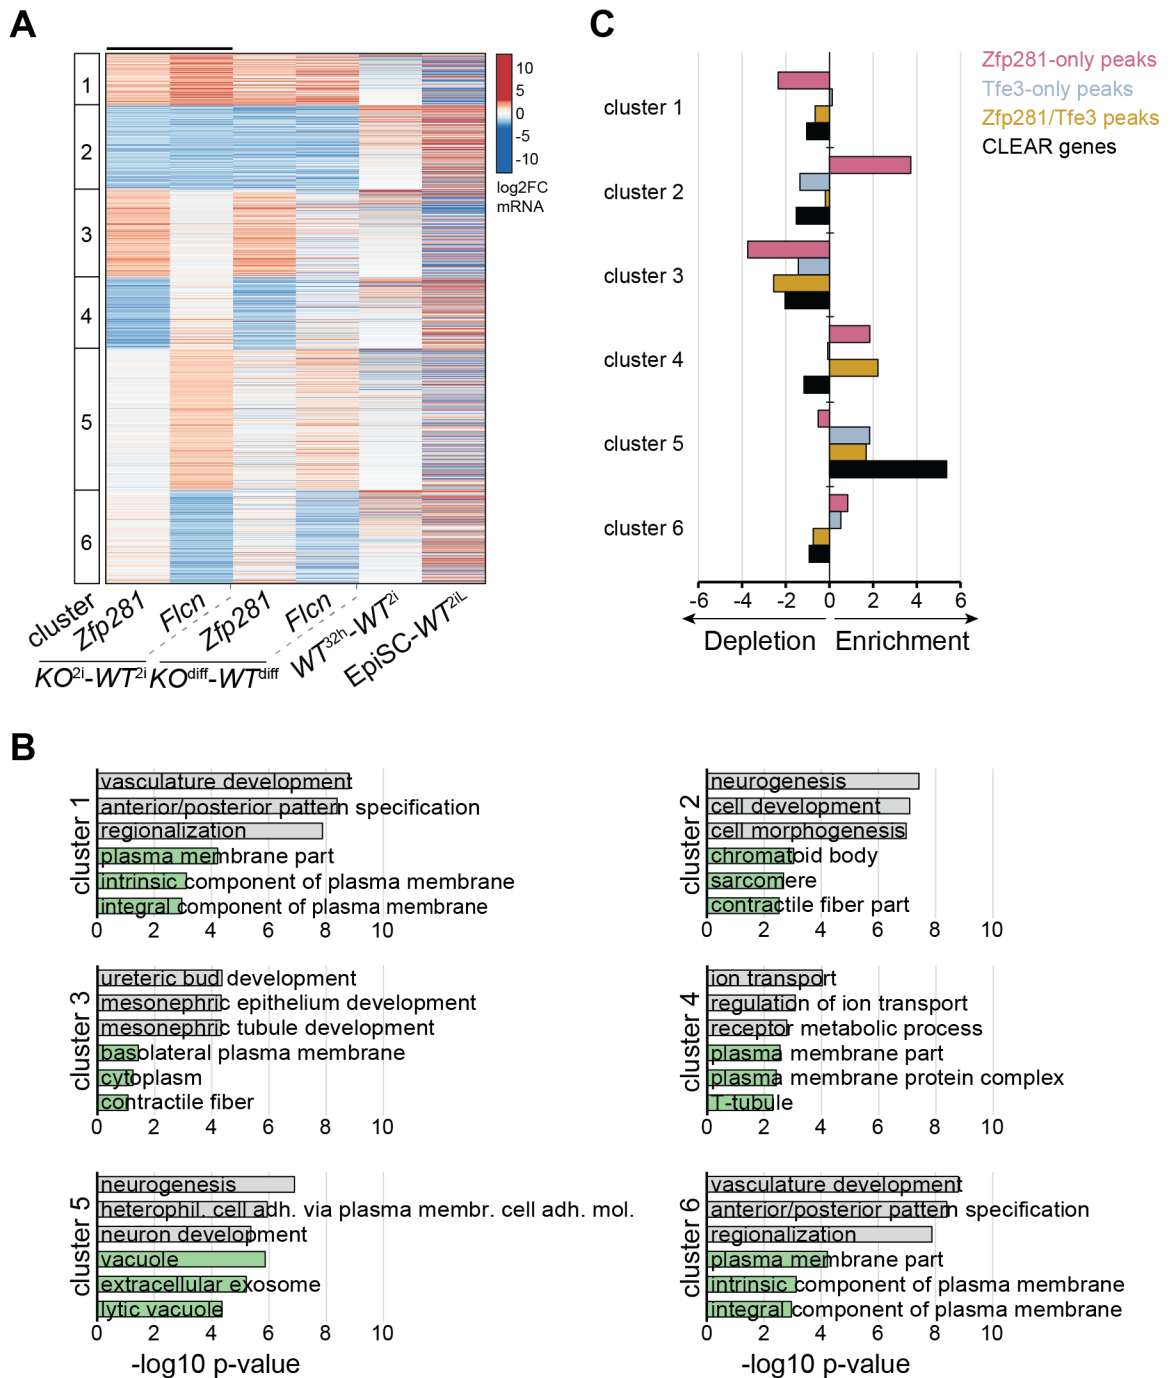 A
1
2
3
4
5
6
10
5
0
-5
-10
log2FC
mRNA
cluster
Zfp281
Flcn
Zfp281
Flcn
WT32h-WT2i
EpiSC-WT2iL
KO2i-WT2i
KOdiff-WTdiff
C
Zfp281-only peaks
Tfe3-only peaks
Zfp281/Tfe3 peaks
CLEAR genes
cluster 1
cluster 2
cluster 3
cluster 4
cluster 5
cluster 6
-6 -4 -2 0 2 4 6
Depletion Enrichment
B
cluster 1
vasculature development
anterior/posterior pattern specification
regionalization
plasma membrane part
intrinsic component of plasma membrane
integral component of plasma membrane
0 2 4 6 8 10
cluster 2
neurogenesis
cell development
cell morphogenesis
chromatoid body
sarcomere
contractile fiber part
0 2 4 6 8 10
cluster 3
ureteric bud development
mesonephric epithelium development
mesonephric tubule development
basolateral plasma membrane
cytoplasm
contractile fiber
0 2 4 6 8 10
cluster 4
ion transport
regulation of ion transport
receptor metabolic process
plasma membrane part
plasma membrane protein complex
T-tubule
0 2 4 6 8 10
cluster 5
neurogenesis
heterophil. cell adh. via plasma membr. cell adh. mol.
neuron development
vacuole
extracellular exosome
lytic vacuole
0 2 4 6 8 10
-log10 p-value
cluster 6
vasculature development
anterior/posterior pattern specification
regionalization
plasma membrane part
intrinsic component of plasma membrane
integral component of plasma membrane
0 2 4 6 8 10
-log10 p-value